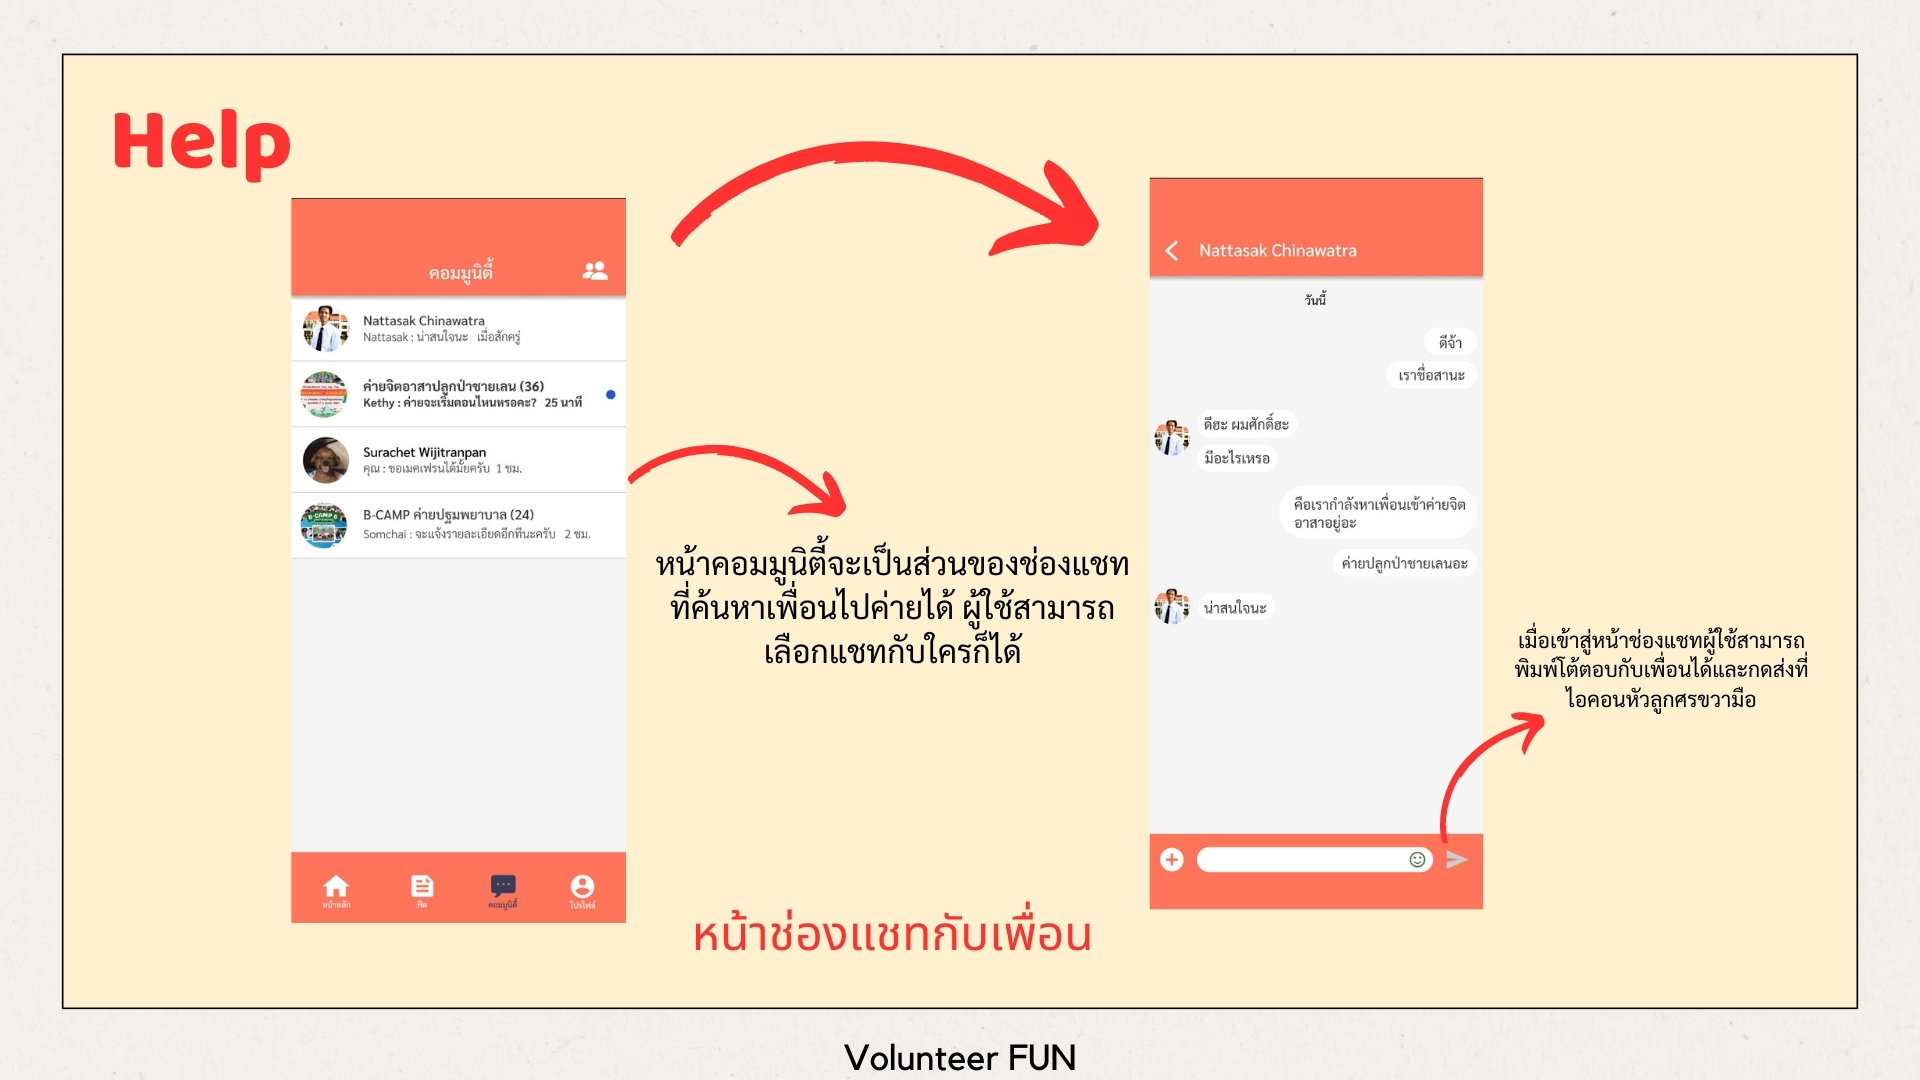 Help
คอมมูนิตี้
Nattasak Chinawatra
Nattasak : น่าสนใจนะ เมื่อสักครู่
ค่ายจิตอาสาปลูกป่าชายเลน (36)
Kethy : ค่ายจะเริ่มตอนไหนหรอคะ? 25 นาที
Surachet Wijitranpan
คุณ : ขอเมคเฟรนได้มั้ยครับ 1 ชม.
B-CAMP ค่ายปฐมพยาบาล (24)
Somchai : จะแจ้งรายละเอียดอีกทีนะครับ 2 ชม.
หน้าหลัก
ฟีด
คอมมูนิตี้
โปรไฟล์
หน้าคอมมูนิตี้จะเป็นส่วนของช่องแชท
ที่ค้นหาเพื่อนไปค่ายได้ ผู้ใช้สามารถ
เลือกแชทกับใครก็ได้
หน้าช่องแชทกับเพื่อน
Nattasak Chinawatra
วันนี้
ดีจ้า
เราชื่อสานะ
ดีฮะ ผมศักดิ์ฮะ
มีอะไรเหรอ
คือเรากำลังหาเพื่อนเข้าค่ายจิต
อาสาอยู่อะ
ค่ายปลูกป่าชายเลนอะ
น่าสนใจนะ
เมื่อเข้าสู่หน้าช่องแชทผู้ใช้สามารถ
พิมพ์โต้ตอบกับเพื่อนได้และกดส่งที่
ไอคอนหัวลูกศรขวามือ
Volunteer FUN